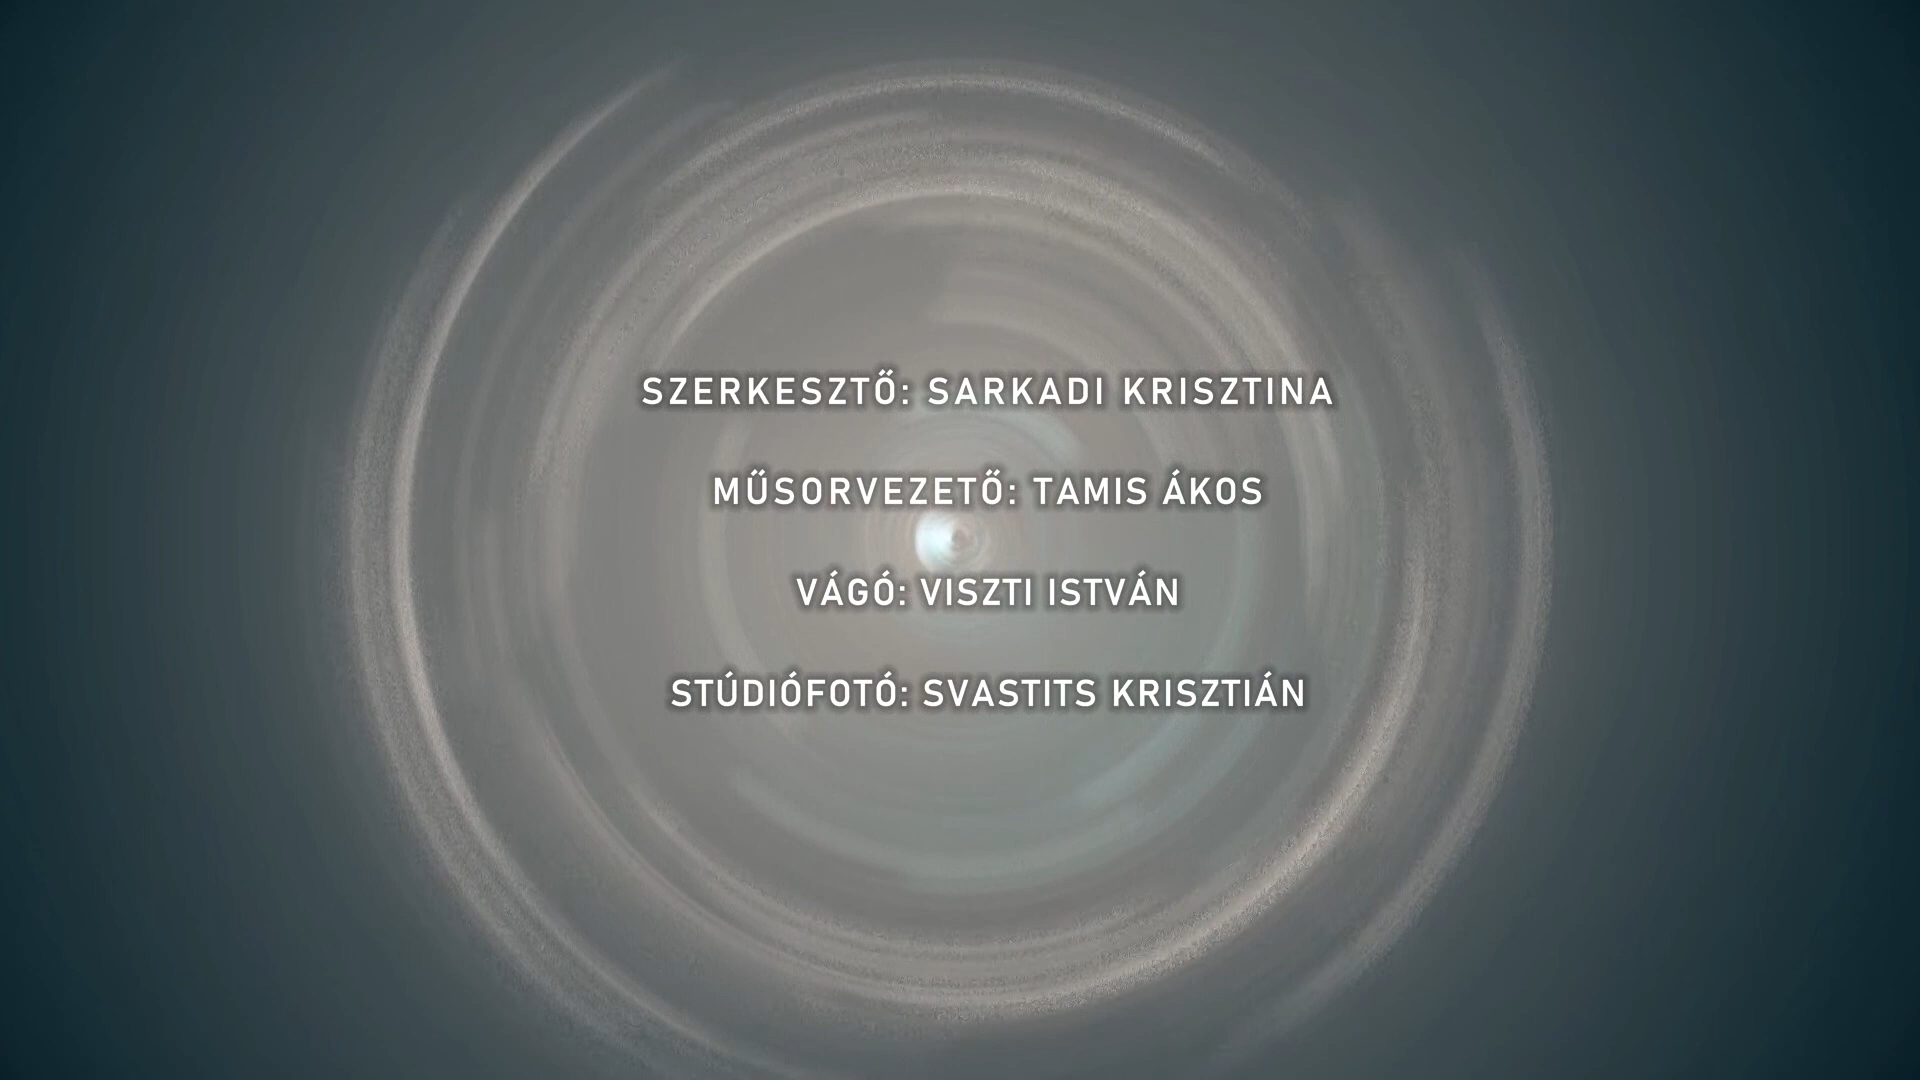 SZERKESZTŐ: SARKADI KRISZTINA
MŰSORVEZETŐ: TAMIS ÁKOS
VÁGÓ: VISZTI ISTVÁN
STÚDIÓFOTÓ: SVASTITS KRISZTIÁN